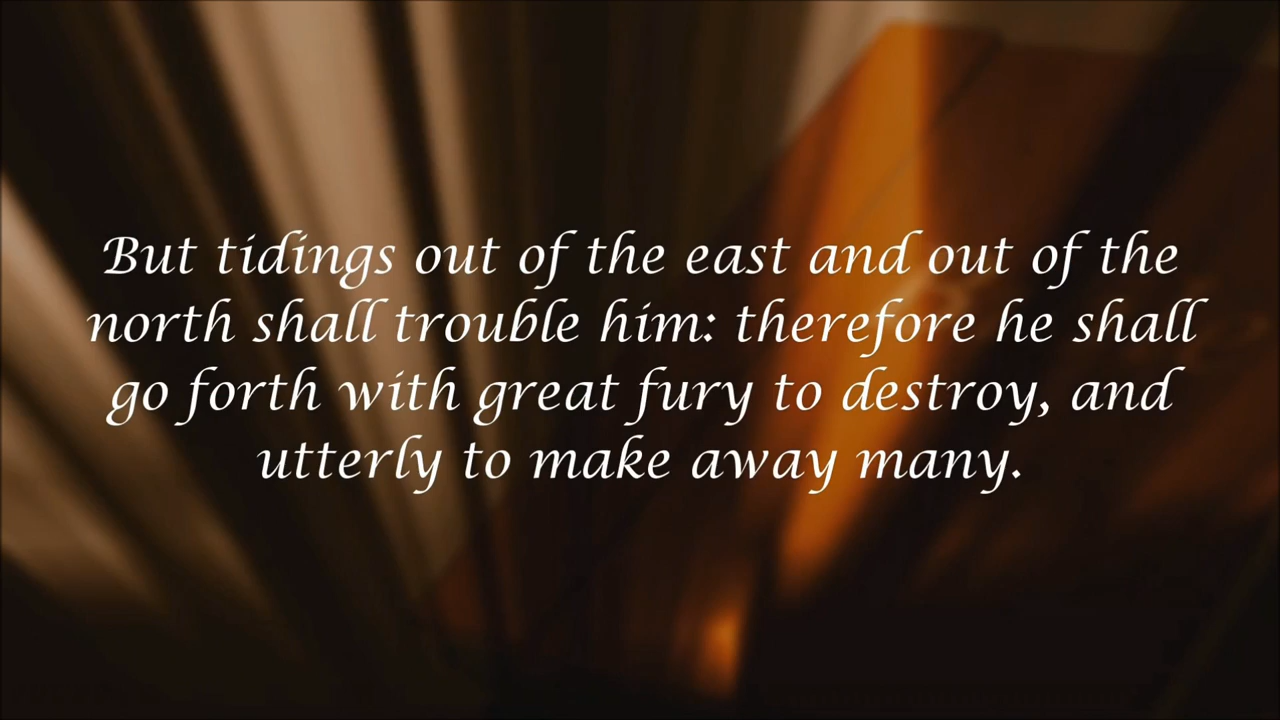 But tidings out of the east and out of the
north shall trouble him: therefore he shall
go forth with great fury to destroy, and
utterly to make away many.